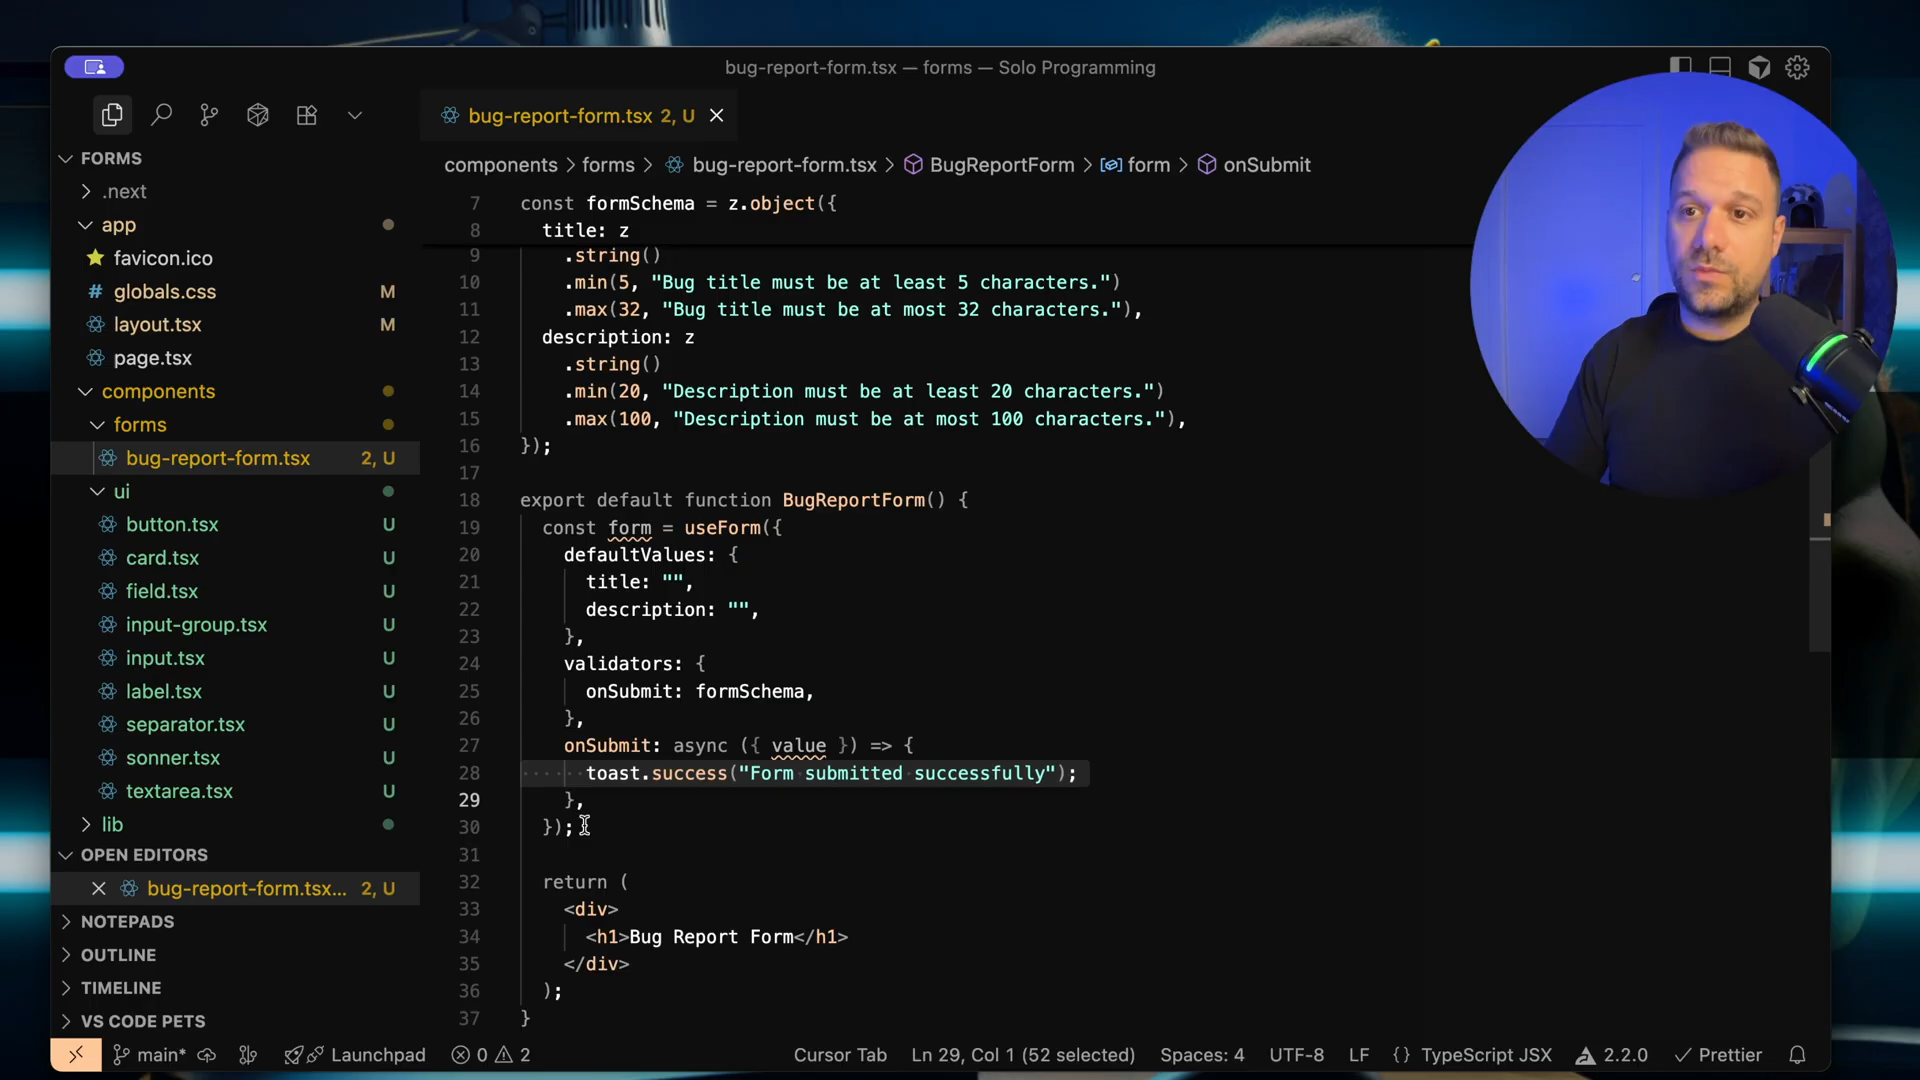 bug-report-form.tsx — forms — Solo Programming
bug-report-form.tsx 2, U
components > forms > bug-report-form.tsx > BugReportForm > form > onSubmit
FORMS
.next
app
favicon.ico
globals.css M
layout.tsx M
page.tsx
components
forms
bug-report-form.tsx 2, U
ui
button.tsx U
card.tsx U
field.tsx U
input-group.tsx U
input.tsx U
label.tsx U
separator.tsx U
sonner.tsx U
textarea.tsx U
lib
OPEN EDITORS
bug-report-form.tsx... 2, U
NOTEPADS
OUTLINE
TIMELINE
VS CODE PETS
7 const formSchema = z.object({
8 title: z
9 .string()
10 .min(5, "Bug title must be at least 5 characters.")
11 .max(32, "Bug title must be at most 32 characters."),
12 description: z
13 .string()
14 .min(20, "Description must be at least 20 characters.")
15 .max(100, "Description must be at most 100 characters."),
16 });
17
18 export default function BugReportForm() {
19 const form = useForm({
20 defaultValues: {
21 title: "",
22 description: "",
23 },
24 validators: {
25 onSubmit: formSchema,
26 },
27 onSubmit: async ({ value }) => {
28 toast.success("Form submitted successfully");
29 },
30 });
31
32 return (
33 <div>
34 <h1>Bug Report Form</h1>
35 </div>
36 );
37 }
main* Launchpad 0 2 Cursor Tab Ln 29, Col 1 (52 selected) Spaces: 4 UTF-8 LF {} TypeScript JSX 2.2.0 Prettier